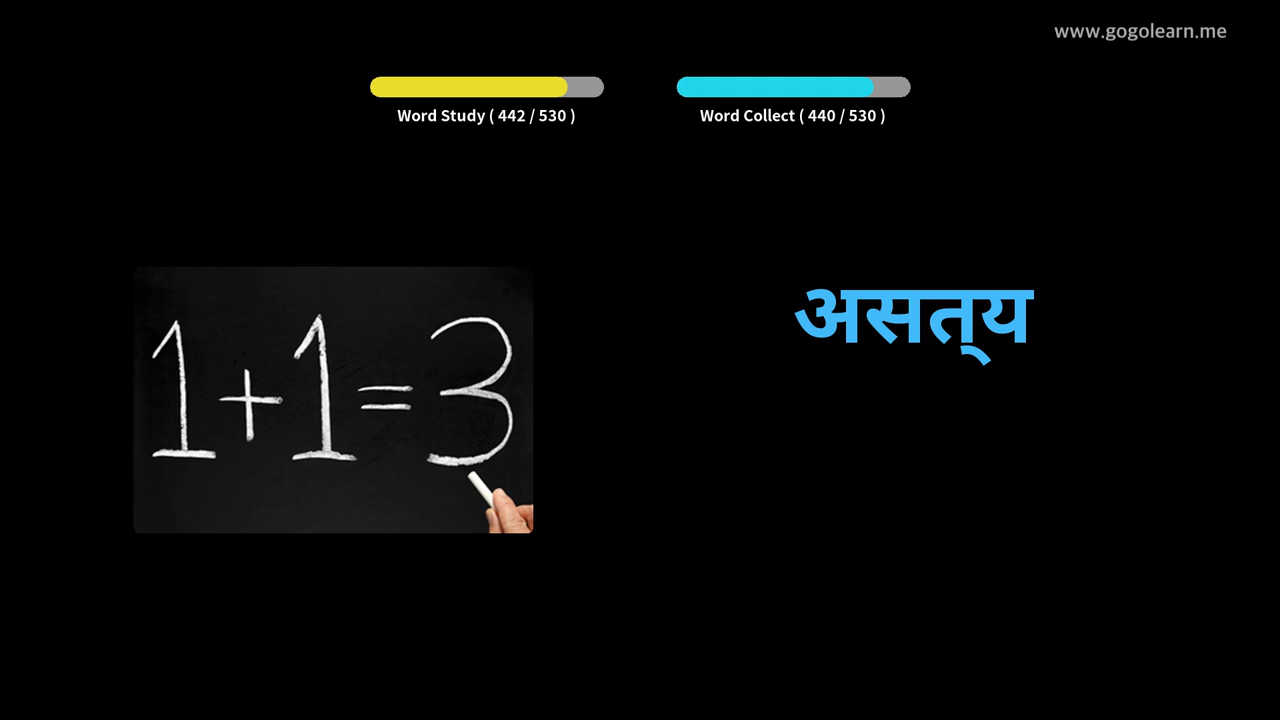 www.gogolearn.me
Word Study ( 442 / 530 )
Word Collect ( 440 / 530 )
1+1=3
असत्‌य